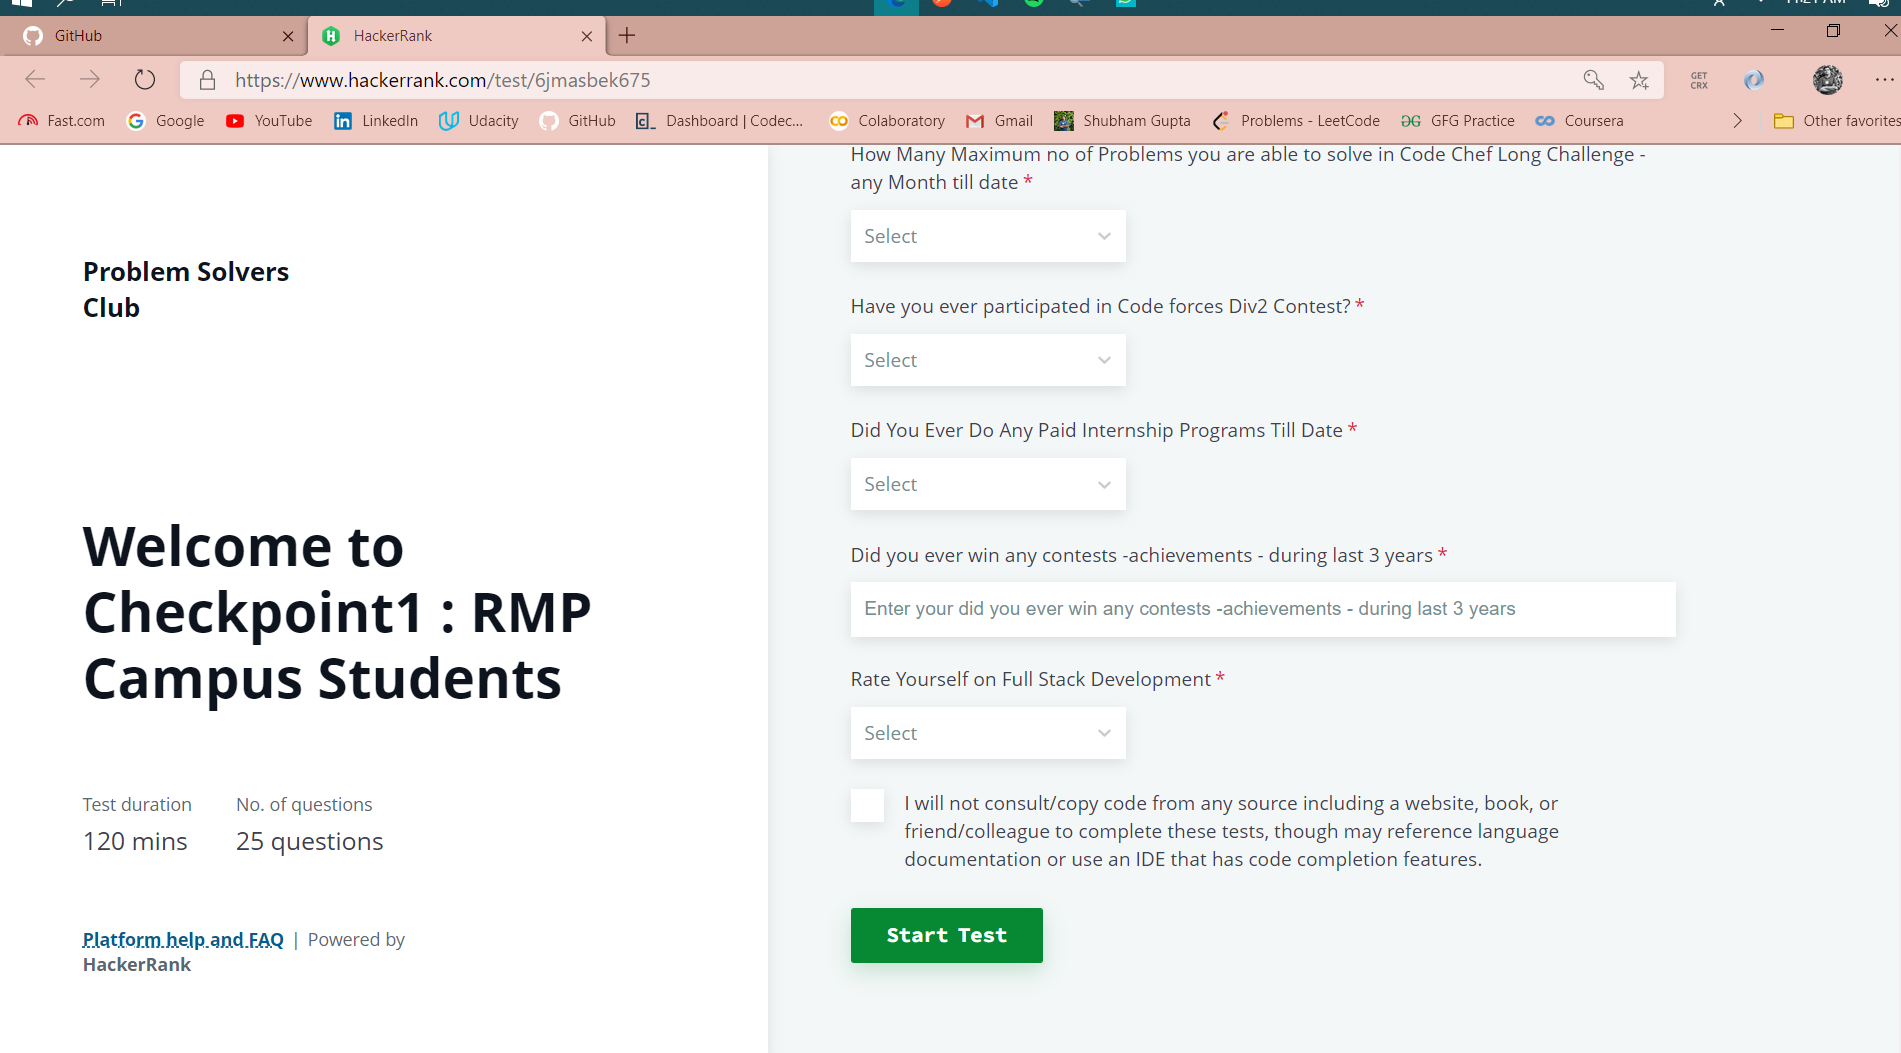 GitHub
HackerRank
https://www.hackerrank.com/test/6jmasbek675
GET
CRX
Fast.com
Google
YouTube
LinkedIn
Udacity
GitHub
Dashboard | Codec...
Colaboratory
Gmail
Shubham Gupta
Problems - LeetCode
GFG Practice
Coursera
Other favorites
Problem Solvers
Club
Welcome to
Checkpoint1 : RMP
Campus Students
Test duration
No. of questions
120 mins
25 questions
Platform help and FAQ | Powered by
HackerRank
How Many Maximum no of Problems you are able to solve in Code Chef Long Challenge -
any Month till date *
Select
Have you ever participated in Code forces Div2 Contest? *
Select
Did You Ever Do Any Paid Internship Programs Till Date *
Select
Did you ever win any contests -achievements - during last 3 years *
Enter your did you ever win any contests -achievements - during last 3 years
Rate Yourself on Full Stack Development *
Select
I will not consult/copy code from any source including a website, book, or
friend/colleague to complete these tests, though may reference language
documentation or use an IDE that has code completion features.
Start Test